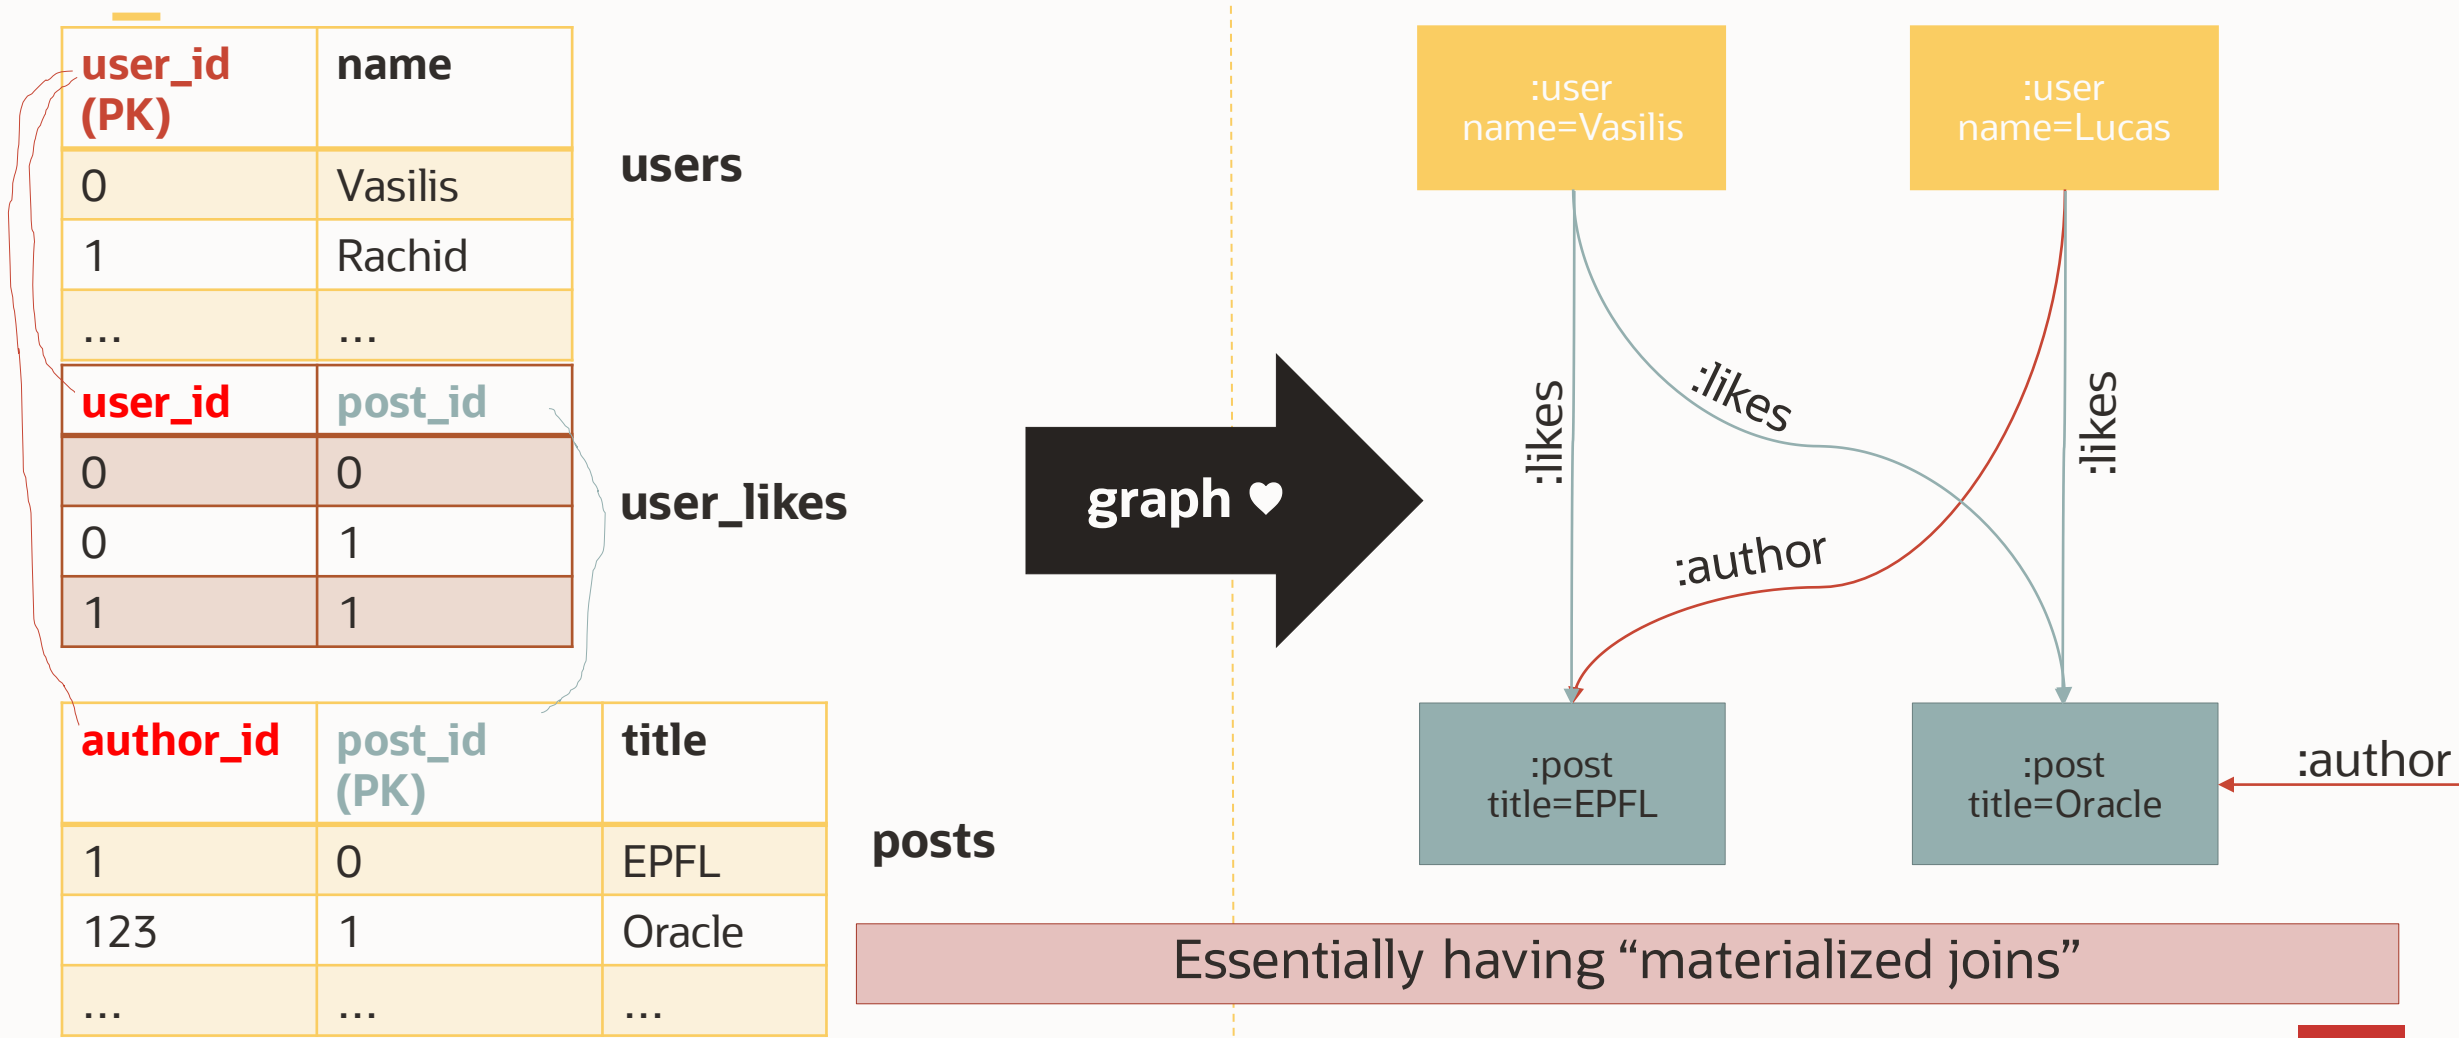 user_id name
(PK)
0 Vasilis
1 Rachid
... ...
users
user_id post_id
0 0
0 1
1 1
user_likes
author_id post_id title
(PK)
1 0 EPFL
123 1 Oracle
... ... ...
posts
graph ♥
:user
name=Vasilis
:user
name=Lucas
:likes
:likes
:likes
:author
:post
title=EPFL
:post
title=Oracle
:author
Essentially having “materialized joins”